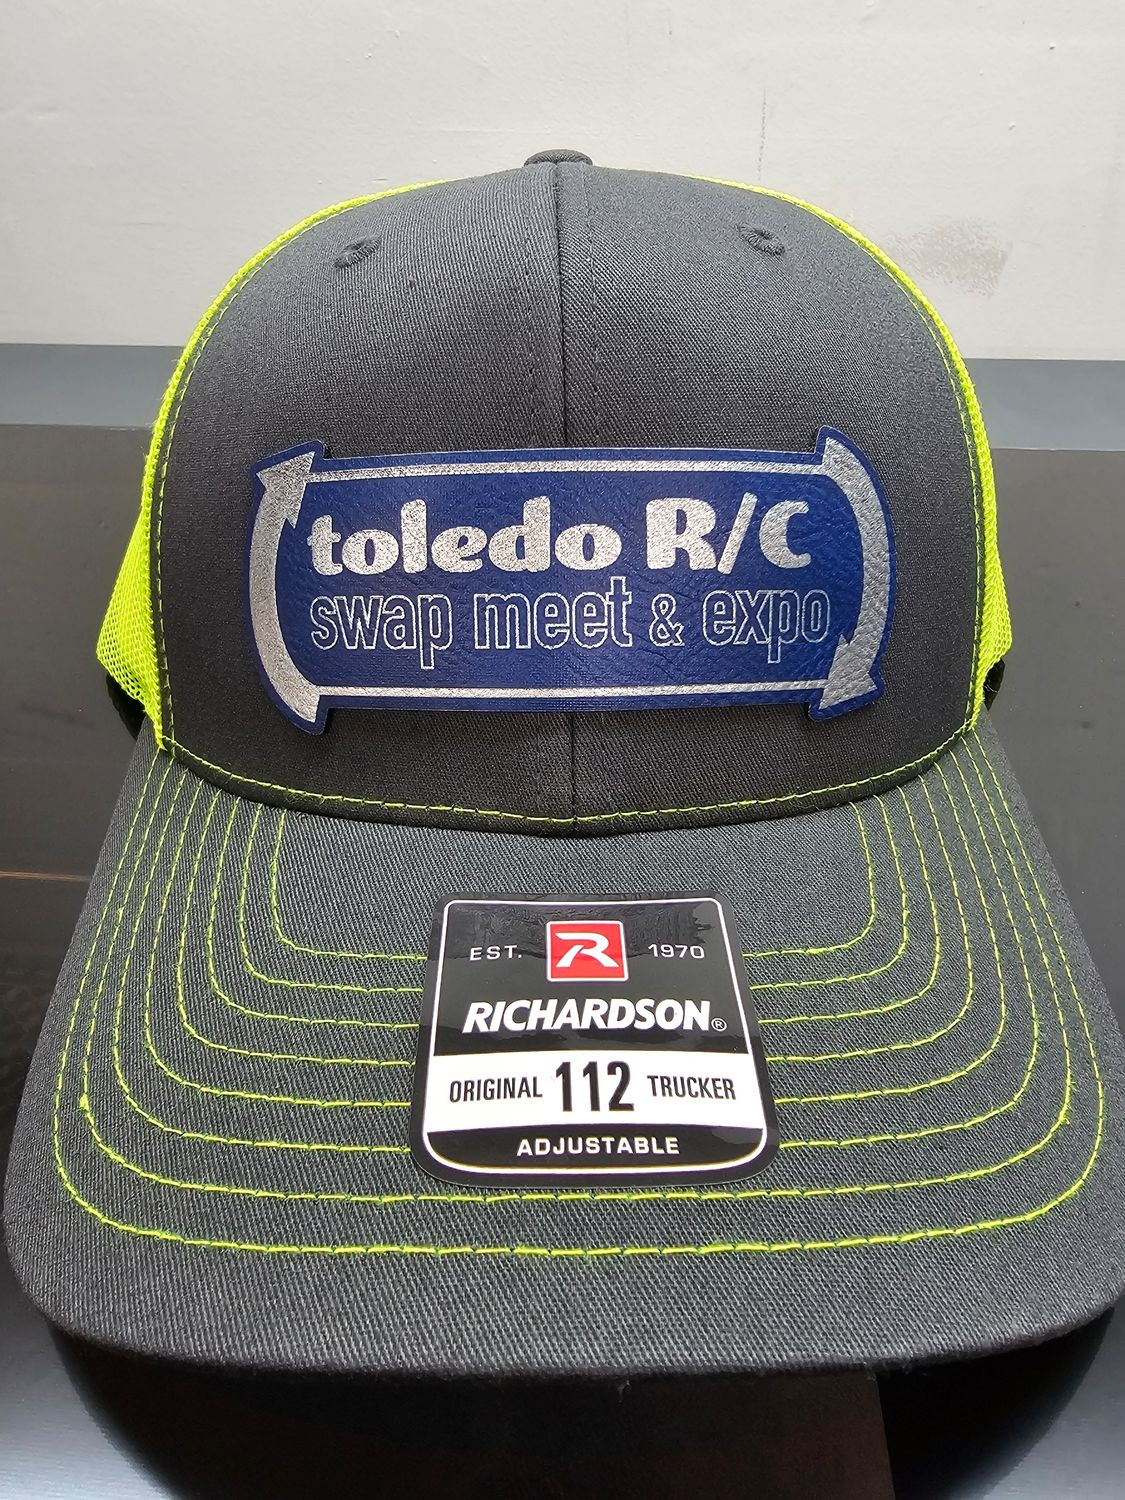 toledo R/C
swap meet & expo
EST. R 1970
RICHARDSON®
ORIGINAL 112 TRUCKER
ADJUSTABLE